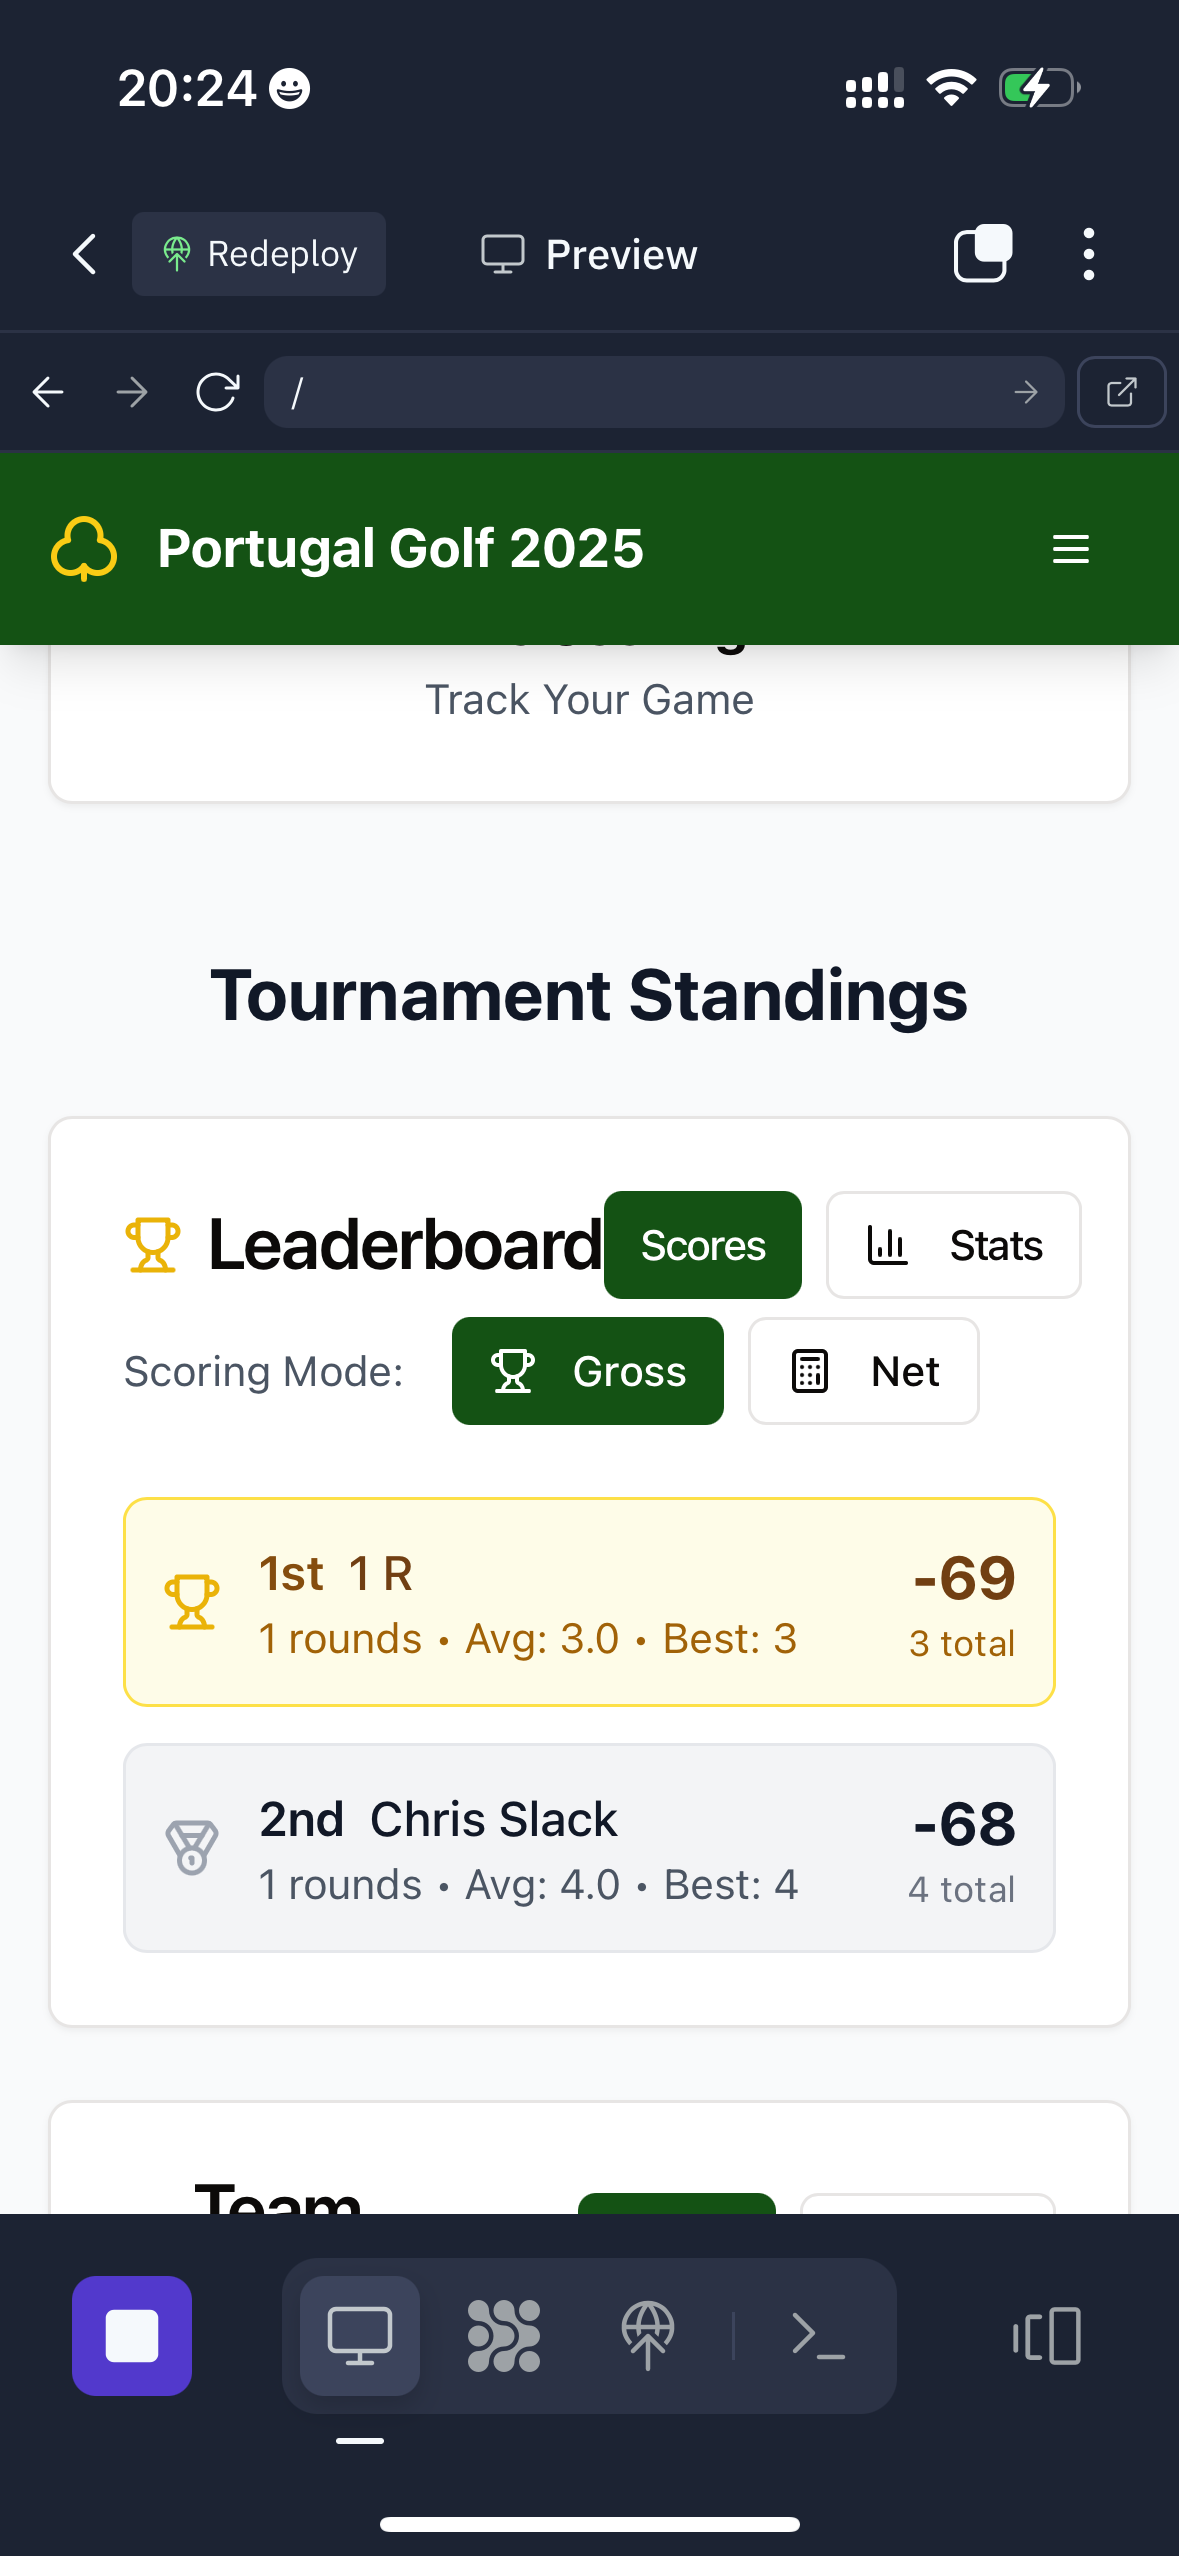 20:24
Redeploy
Preview
/
Portugal Golf 2025
Track Your Game
Tournament Standings
Leaderboard
Scores
Stats
Scoring Mode:
Gross
Net
1st 1 R
-69
1 rounds • Avg: 3.0 • Best: 3
3 total
2nd Chris Slack
-68
1 rounds • Avg: 4.0 • Best: 4
4 total
Team